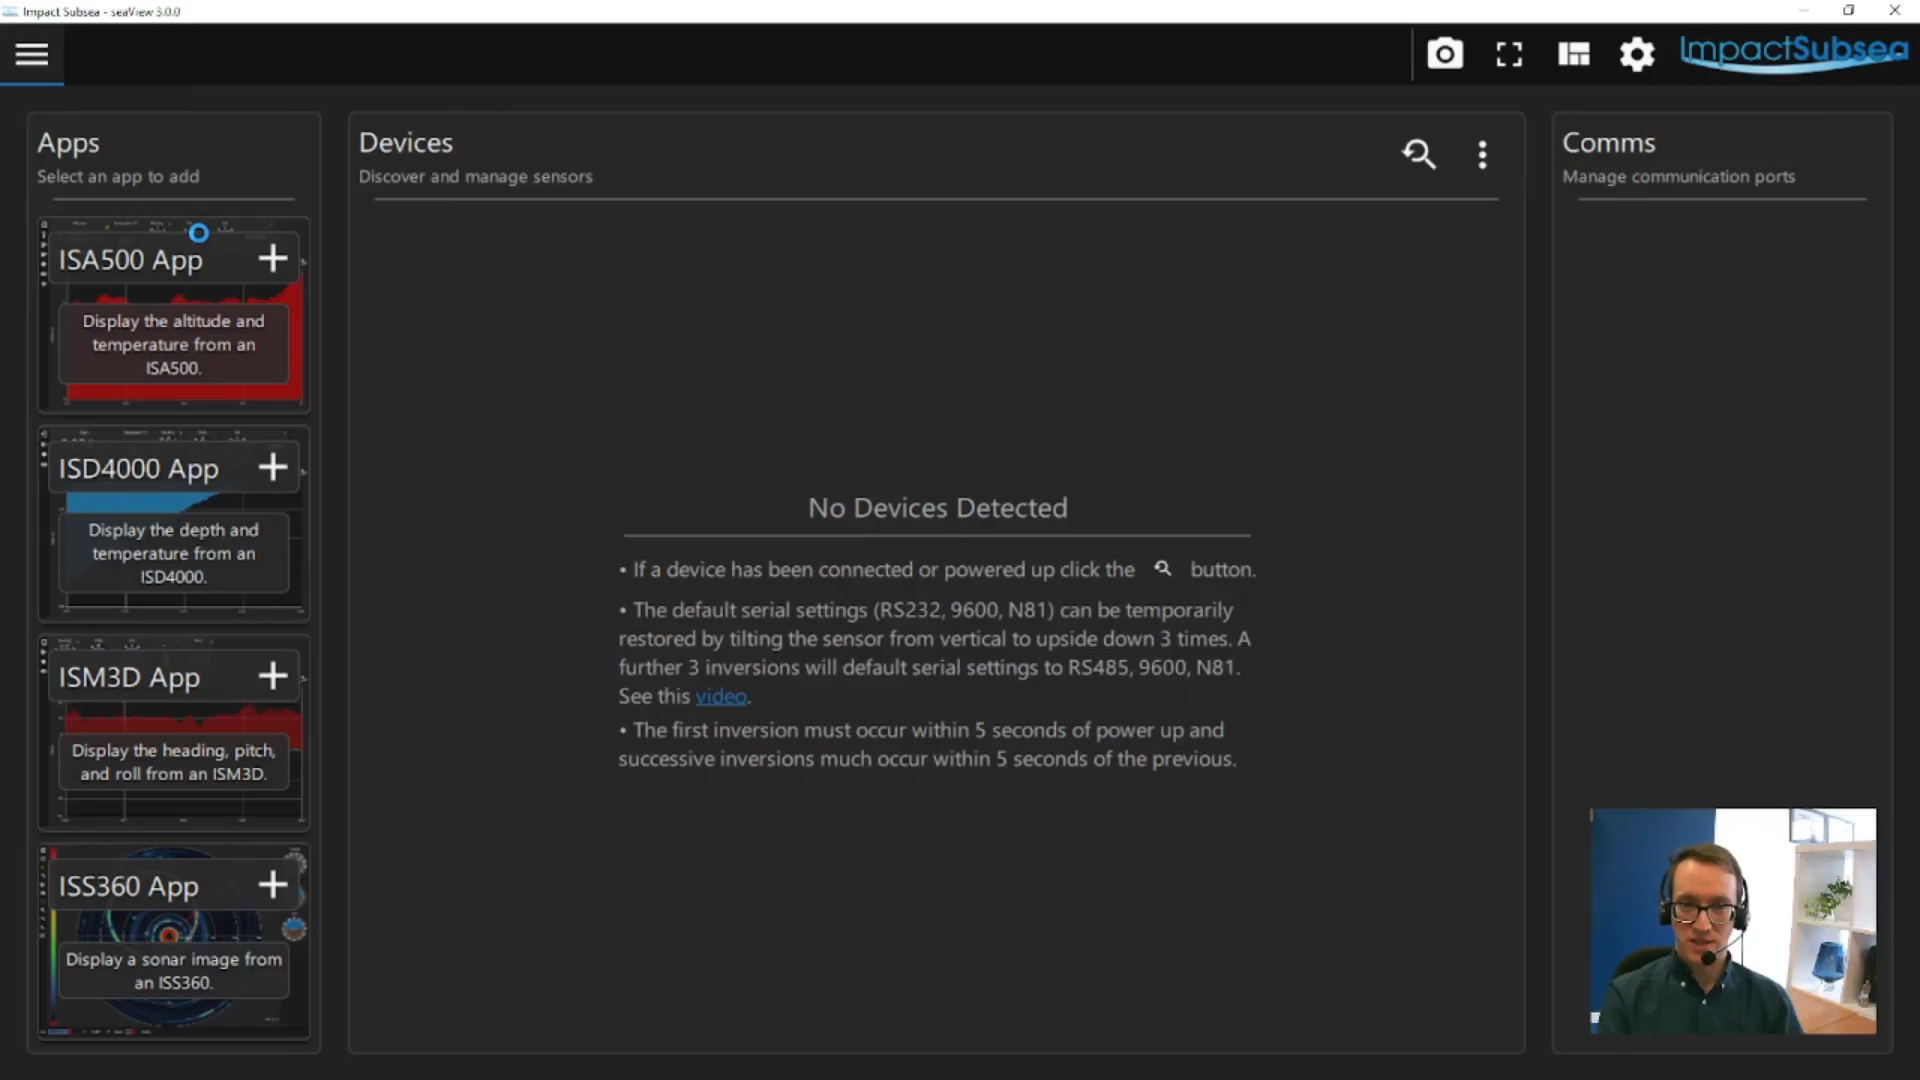 Impact Subsea - seaView 3.0.0
ImpactSubsea
Apps
Select an app to add
ISA500 App
Display the altitude and
temperature from an
ISA500.
ISD4000 App
Display the depth and
temperature from an
ISD4000.
ISM3D App
Display the heading, pitch,
and roll from an ISM3D.
ISS360 App
Display a sonar image from
an ISS360.
Devices
Discover and manage sensors
No Devices Detected
• If a device has been connected or powered up click the button.
• The default serial settings (RS232, 9600, N81) can be temporarily
restored by tilting the sensor from vertical to upside down 3 times. A
further 3 inversions will default serial settings to RS485, 9600, N81.
See this video.
• The first inversion must occur within 5 seconds of power up and
successive inversions much occur within 5 seconds of the previous.
Comms
Manage communication ports